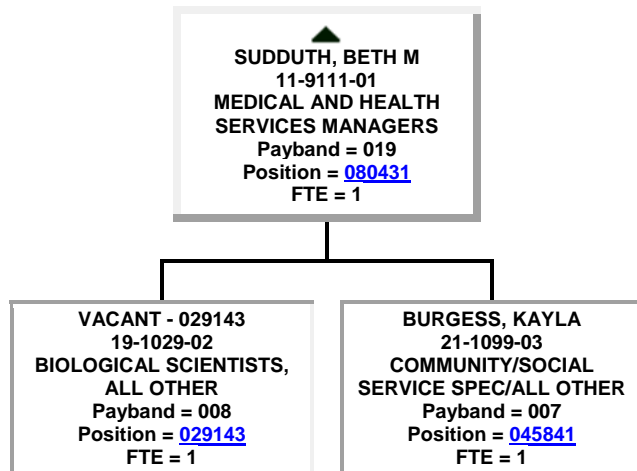 SUDDUTH, BETH M
11-9111-01
MEDICAL AND HEALTH
SERVICES MANAGERS
Payband = 019
Position = 080431
FTE = 1
VACANT - 029143
19-1029-02
BIOLOGICAL SCIENTISTS,
ALL OTHER
Payband = 008
Position = 029143
FTE = 1
BURGESS, KAYLA
21-1099-03
COMMUNITY/SOCIAL
SERVICE SPEC/ALL OTHER
Payband = 007
Position = 045841
FTE = 1